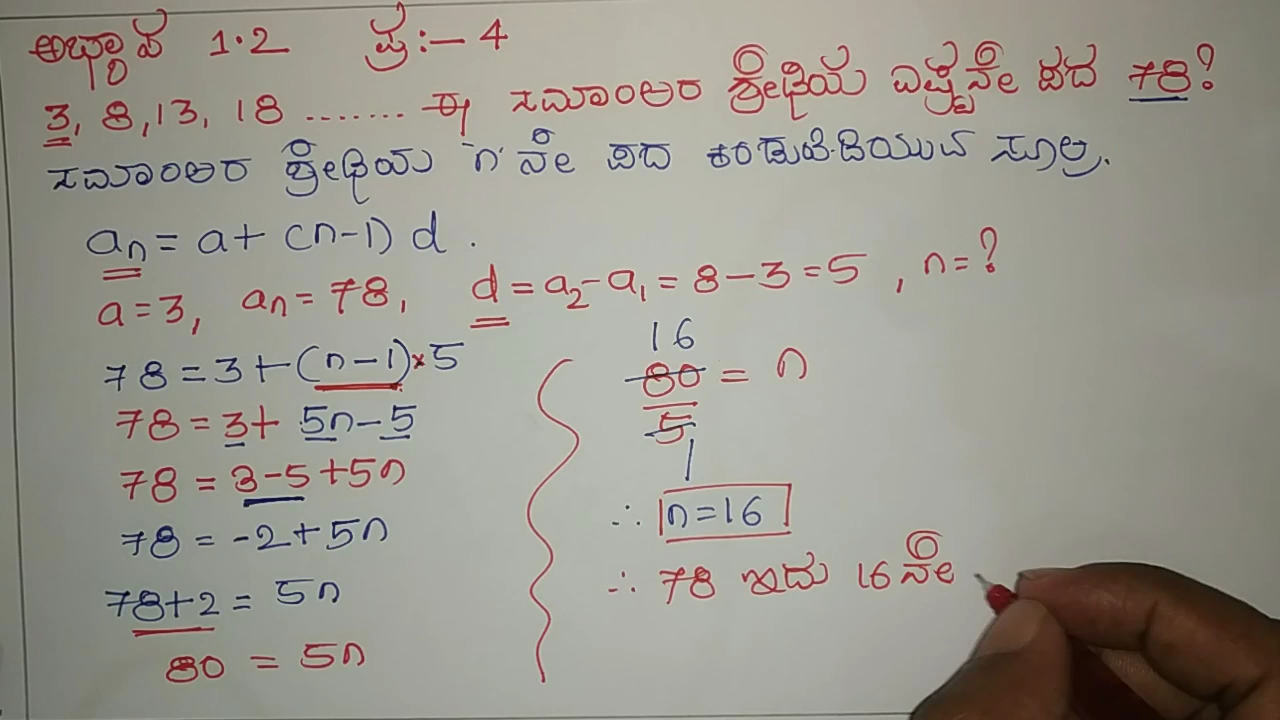 ಅಭ್ಯಾಸ 1.2 ಪ್ರ:- 4
3, 8, 13, 18 ....... ಈ ಸಮಾಂತರ ಶ್ರೇಢಿಯ ಎಷ್ಟನೇ ಪದ 78?
ಸಮಾಂತರ ಶ್ರೇಢಿಯ 'n' ನೇ ಪದ ಕಂಡುಹಿಡಿಯುವ ಸೂತ್ರ.
an = a + (n-1) d .
a = 3, an = 78, d = a2 - a1 = 8 - 3 = 5 , n = ?
78 = 3 + (n-1) × 5
78 = 3 + 5n - 5
78 = 3 - 5 + 5n
78 = -2 + 5n
78 + 2 = 5n
80 = 5n
16
80 = n
5
1
∴ n = 16
∴ 78 ಇದು 16 ನೇ